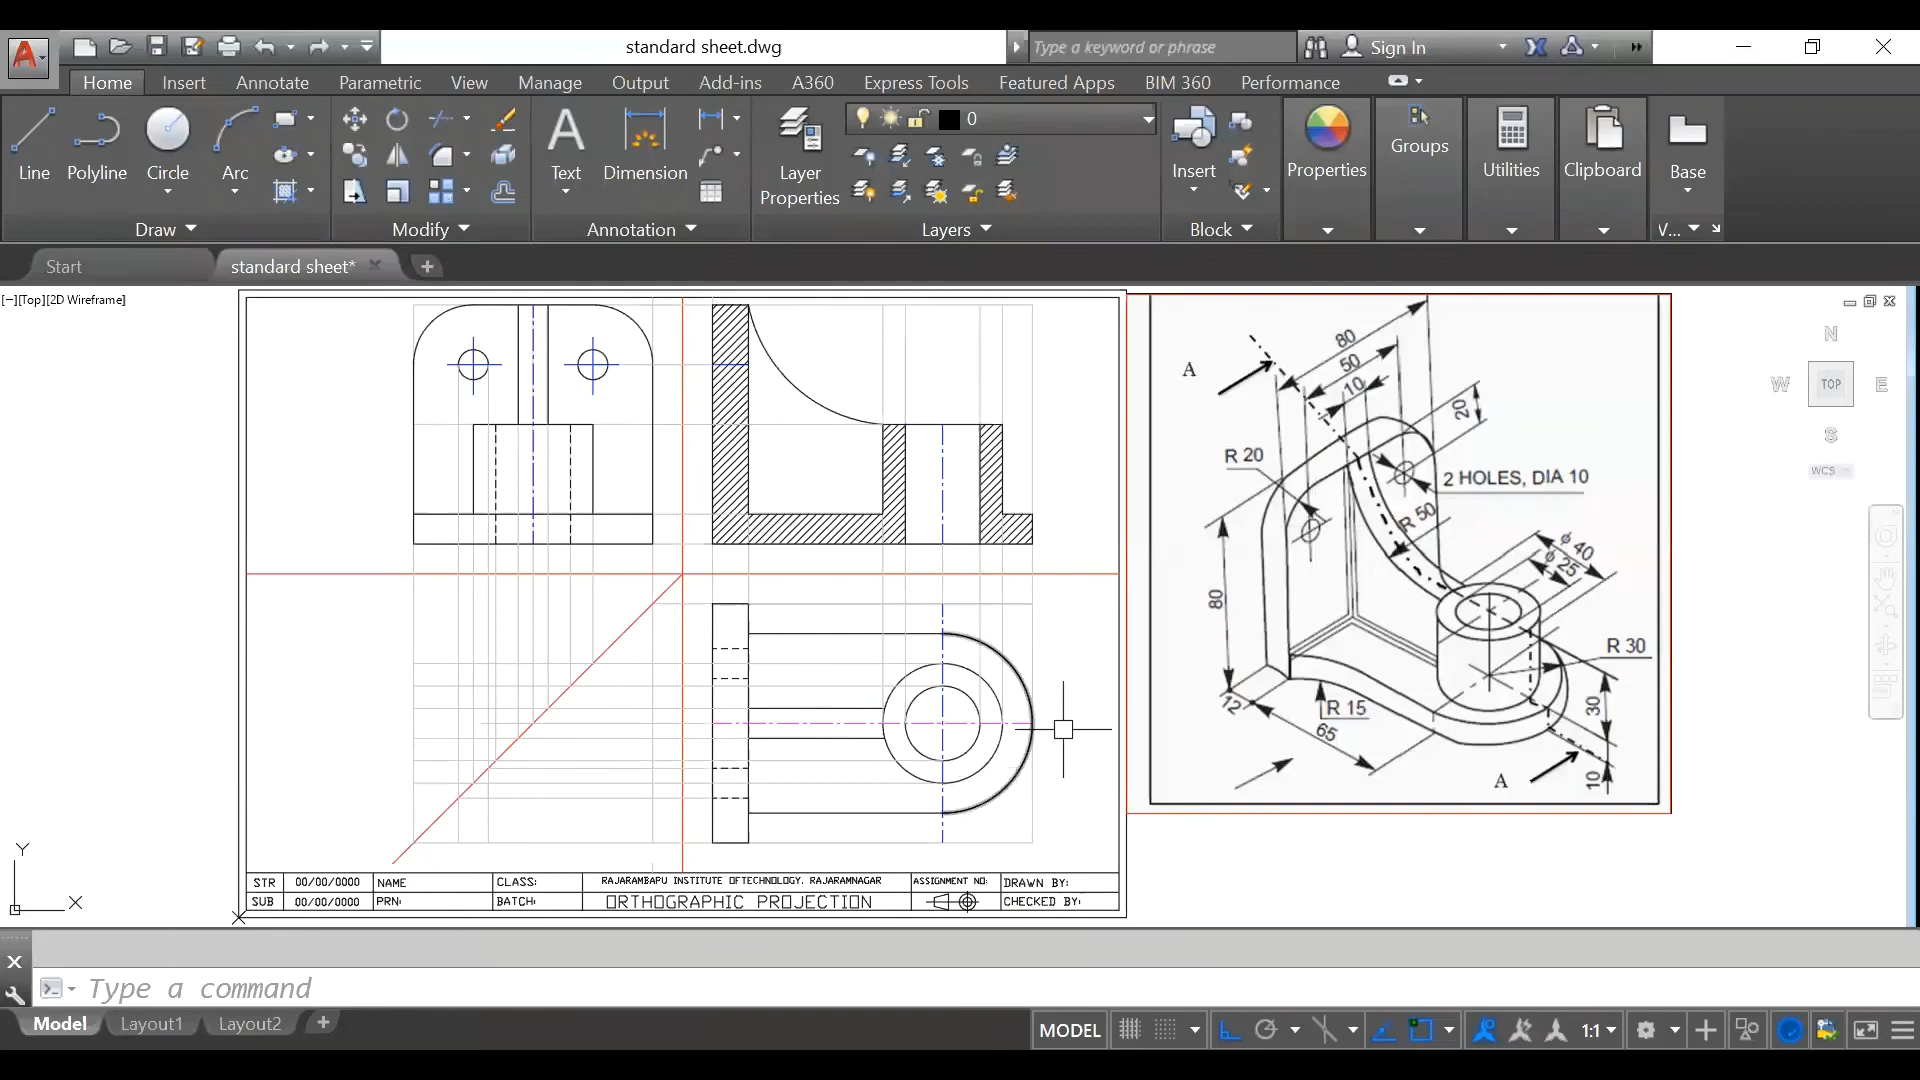 standard sheet.dwg
Type a keyword or phrase
Sign In
Home Insert Annotate Parametric View Manage Output Add-ins A360 Express Tools Featured Apps BIM 360 Performance
0
Line Polyline Circle Arc
Text Dimension
Layer Properties
Insert
Properties
Groups
Utilities
Clipboard
Base
Draw Modify Annotation Layers Block V...
Start
standard sheet*
[−][Top][2D Wireframe]
N
W TOP E
S
WCS
80
50
10
20
A
R 20
2 HOLES, DIA 10
R 50
ϕ 40
ϕ 25
80
R 30
12
R 15
65
30
A
10
Y
X
STR 00/00/0000 NAME CLASS: RAJARAMBAPU INSTITUTE OFTECHNOLOGY, RAJARAMNAGAR ASSIGNMENT NO: DRAWN BY:
SUB 00/00/0000 PRN: BATCH: ORTHOGRAPHIC PROJECTION CHECKED BY:
Type a command
Model Layout1 Layout2
MODEL
1:1